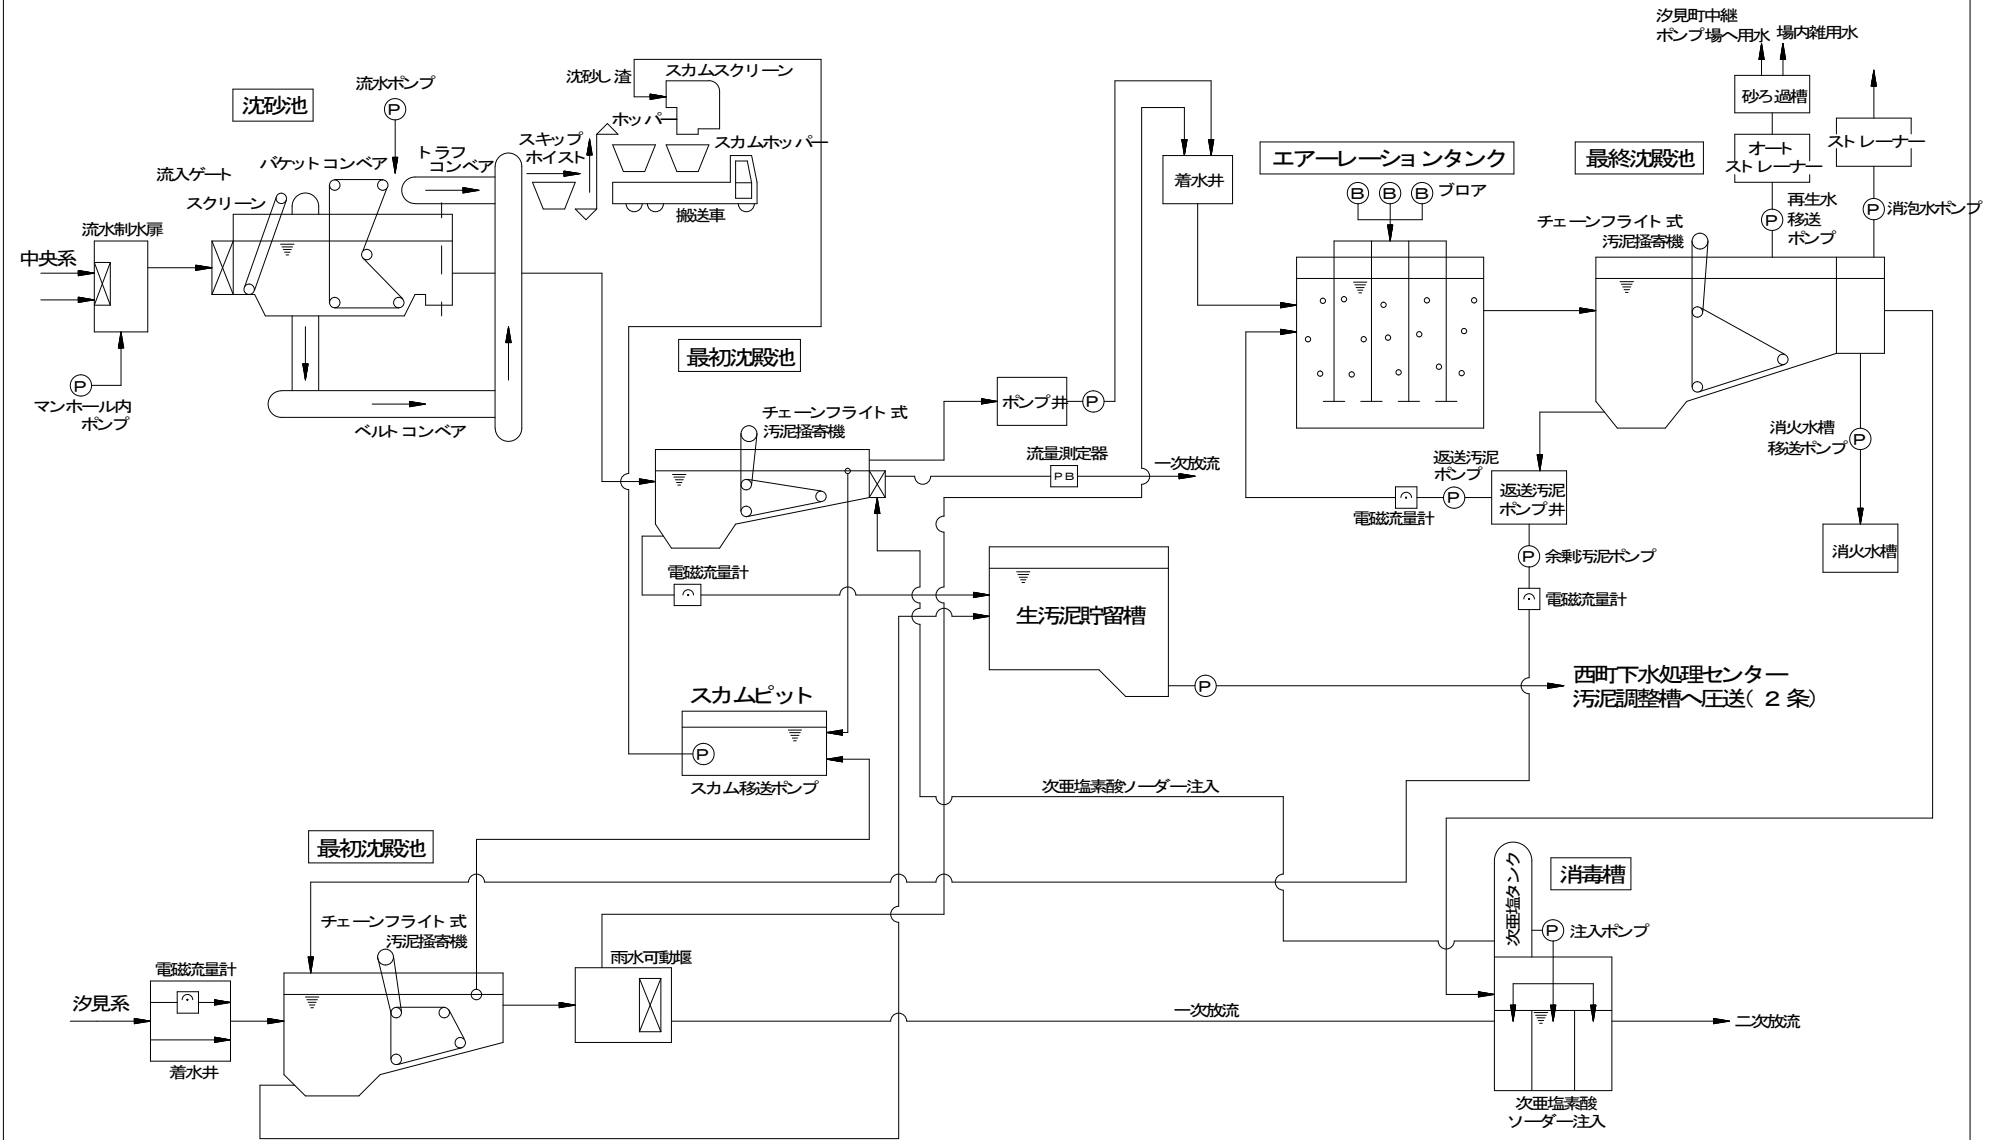 汐見町中継
ポンプ場へ用水
場内雑用水
沈砂し渣
スカムスクリーン
流水ポンプ
P
沈砂池
砂ろ過槽
ホッパー
スキップ
ホイスト
スカムホッパー
ストレーナー
オート
ストレーナー
トラフ
コンベア
バケットコンベア
エアーレーションタンク
最終沈殿池
流入ゲート
着水井
B
B
B
ブロア
スクリーン
搬送車
再生水
移送
ポンプ
P
P
消泡水ポンプ
流水制水扉
チェーンフライト式
汚泥掻寄機
中央系
最初沈殿池
P
マンホール内
ポンプ
ベルトコンベア
ポンプ井
P
チェーンフライト式
汚泥掻寄機
消火水槽
移送ポンプ
P
流量測定器
PB
一次放流
返送汚泥
ポンプ
P
電磁流量計
返送汚泥
ポンプ井
消火水槽
P
余剰汚泥ポンプ
電磁流量計
電磁流量計
生汚泥貯留槽
P
西町下水処理センター
汚泥調整槽へ圧送(2条)
スカムピット
P
スカム移送ポンプ
次亜塩素酸ソーダー注入
最初沈殿池
次亜塩タンク
消毒槽
チェーンフライト式
汚泥掻寄機
P
注入ポンプ
雨水可動堰
電磁流量計
汐見系
一次放流
二次放流
着水井
次亜塩素酸
ソーダー注入